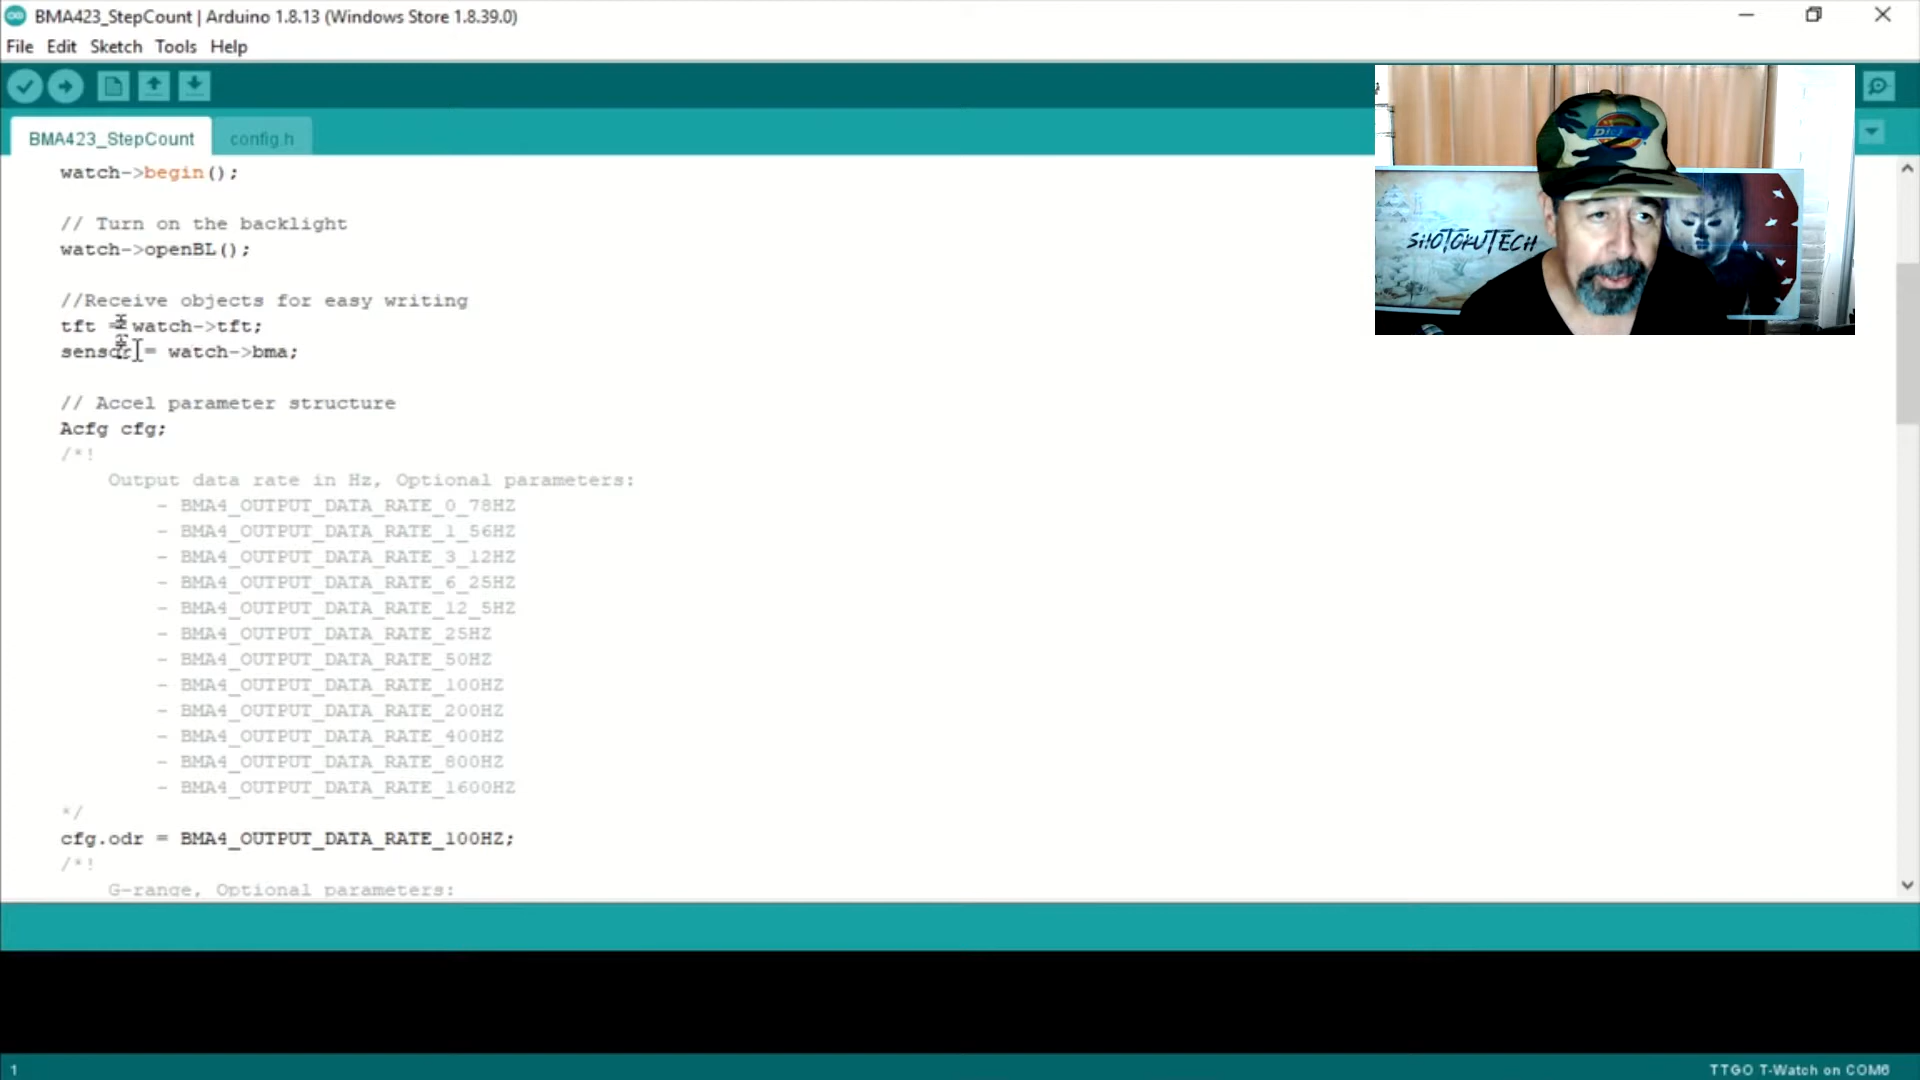 BMA423_StepCount | Arduino 1.8.13 (Windows Store 1.8.39.0)
File Edit Sketch Tools Help
BMA423_StepCount config.h
watch->begin();
// Turn on the backlight
watch->openBL();
//Receive objects for easy writing
tft = watch->tft;
sensor = watch->bma;
// Accel parameter structure
Acfg cfg;
/*!
Output data rate in Hz, Optional parameters:
- BMA4_OUTPUT_DATA_RATE_0_78HZ
- BMA4_OUTPUT_DATA_RATE_1_56HZ
- BMA4_OUTPUT_DATA_RATE_3_12HZ
- BMA4_OUTPUT_DATA_RATE_6_25HZ
- BMA4_OUTPUT_DATA_RATE_12_5HZ
- BMA4_OUTPUT_DATA_RATE_25HZ
- BMA4_OUTPUT_DATA_RATE_50HZ
- BMA4_OUTPUT_DATA_RATE_100HZ
- BMA4_OUTPUT_DATA_RATE_200HZ
- BMA4_OUTPUT_DATA_RATE_400HZ
- BMA4_OUTPUT_DATA_RATE_800HZ
- BMA4_OUTPUT_DATA_RATE_1600HZ
*/
cfg.odr = BMA4_OUTPUT_DATA_RATE_100HZ;
/*!
G-range, Optional parameters:
SHOTOKUTECH
1
TTGO T-Watch on COM6